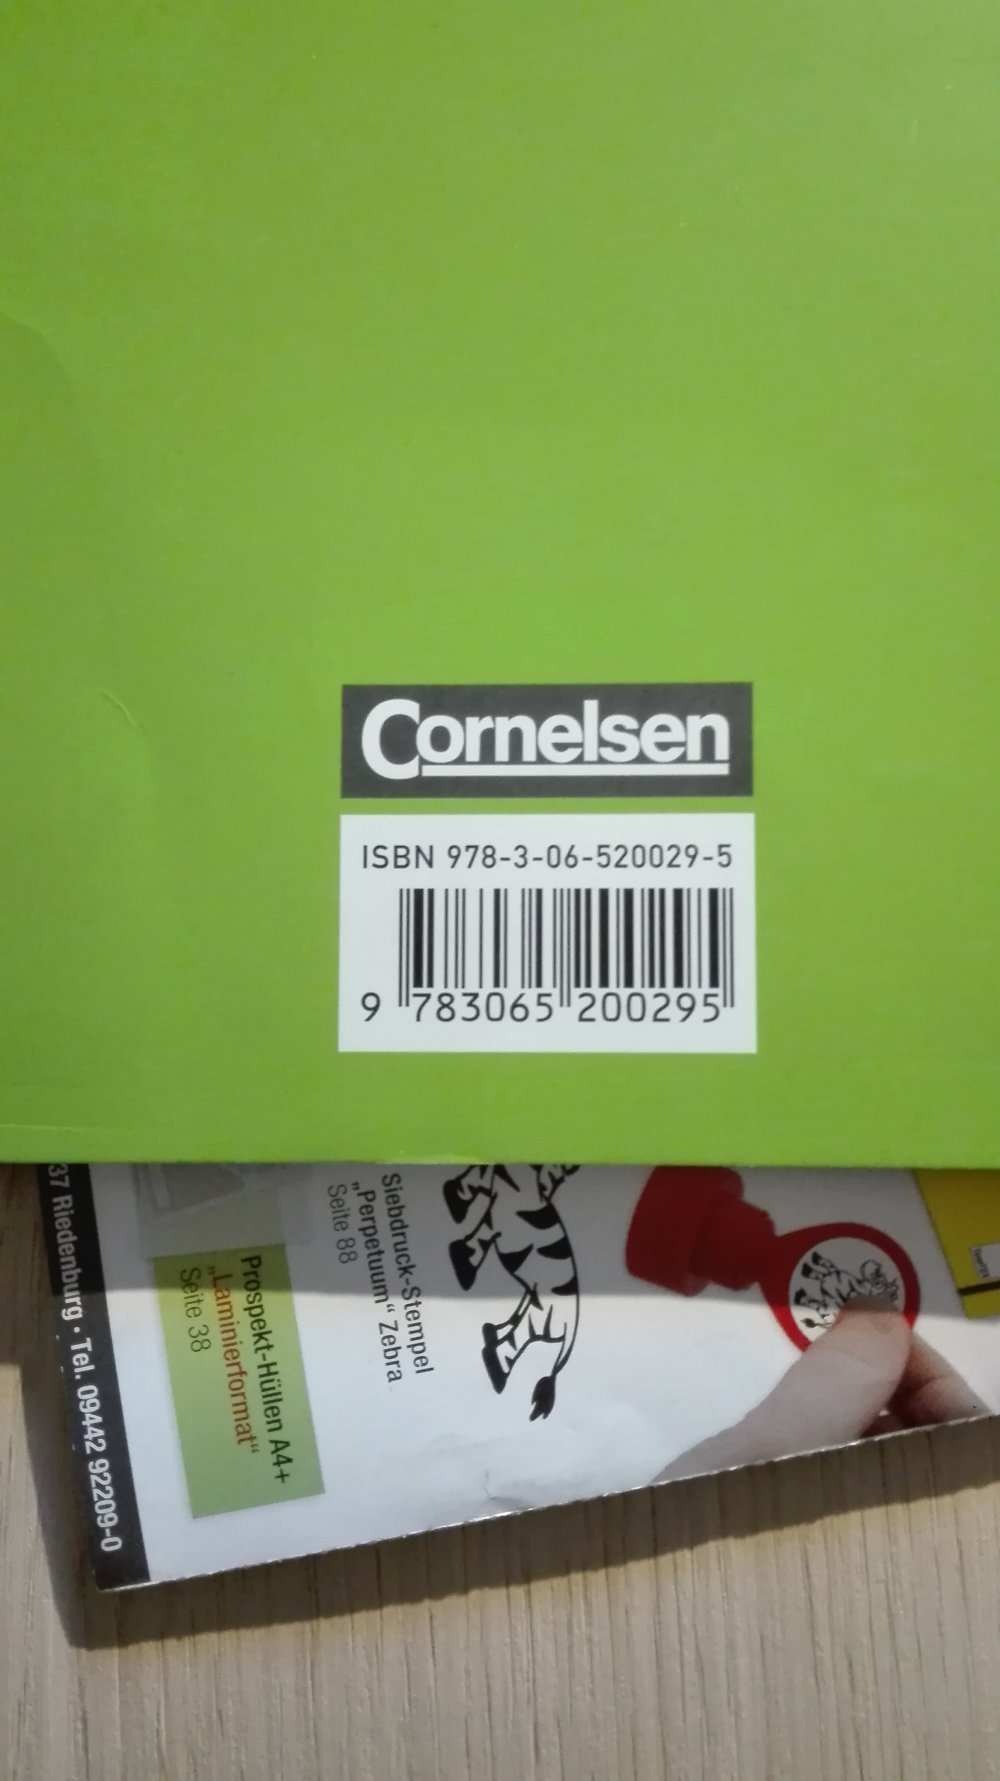 Cornelsen
ISBN 978-3-06-520029-5
9 783065 200295
Siebdruck-Stempel
„Perpetuum“ Zebra
Seite 88
Prospekt-Hüllen A4+
„Laminierformat“
Seite 38
37 Riedenburg · Tel. 09442 92209-0